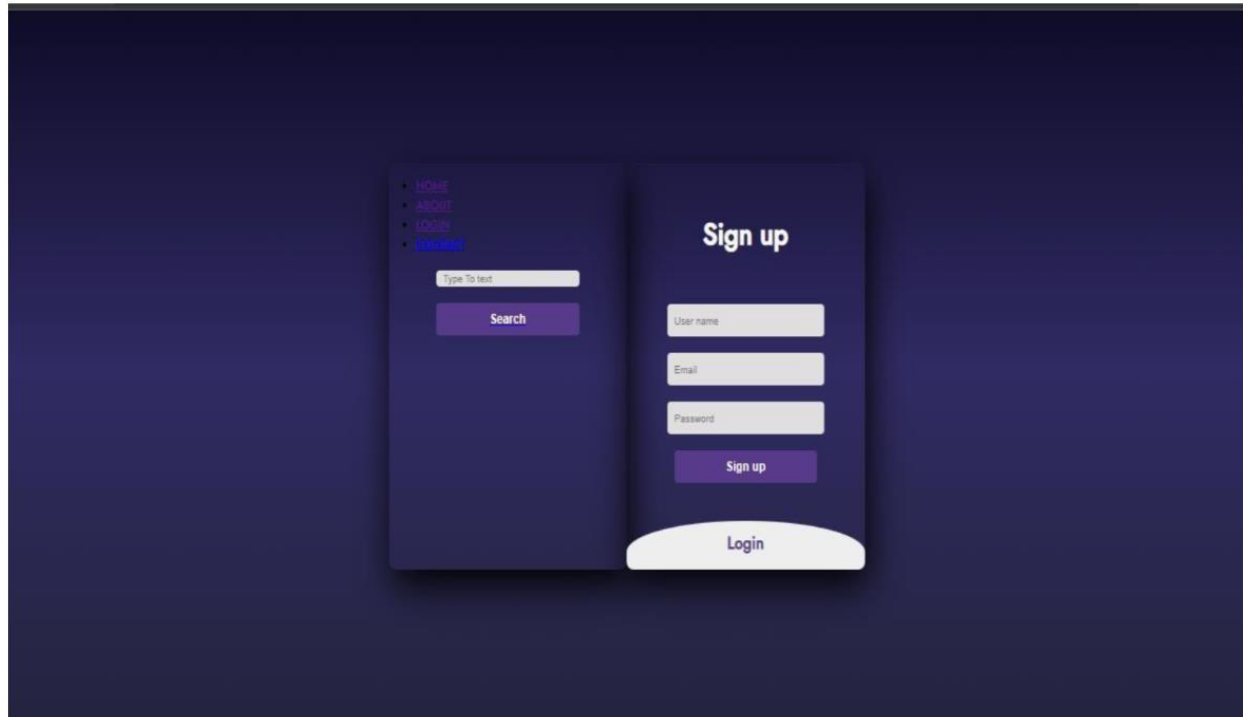 HOME
ABOUT
LOGIN
Type To text
Search
Sign up
User name
Email
Password
Sign up
Login